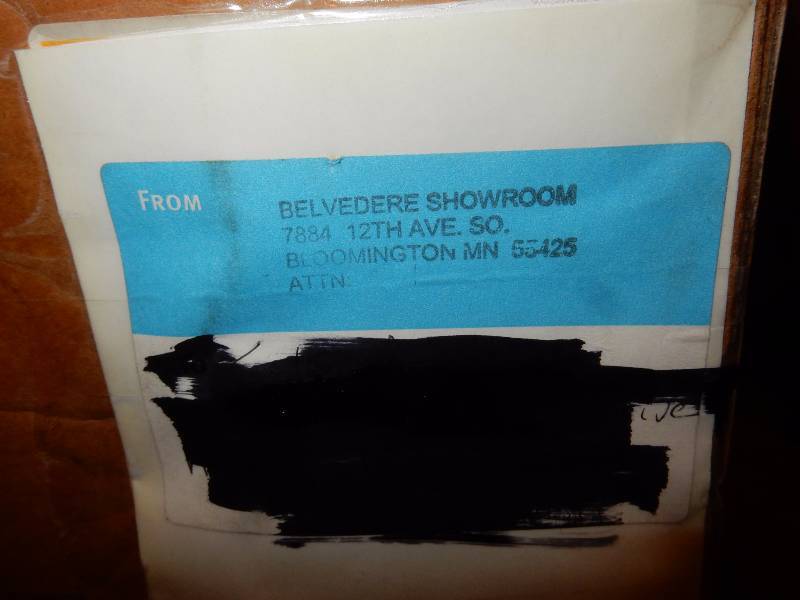 FROM
BELVEDERE SHOWROOM
7884 12TH AVE. SO.
BLOOMINGTON MN 55425
ATTN: